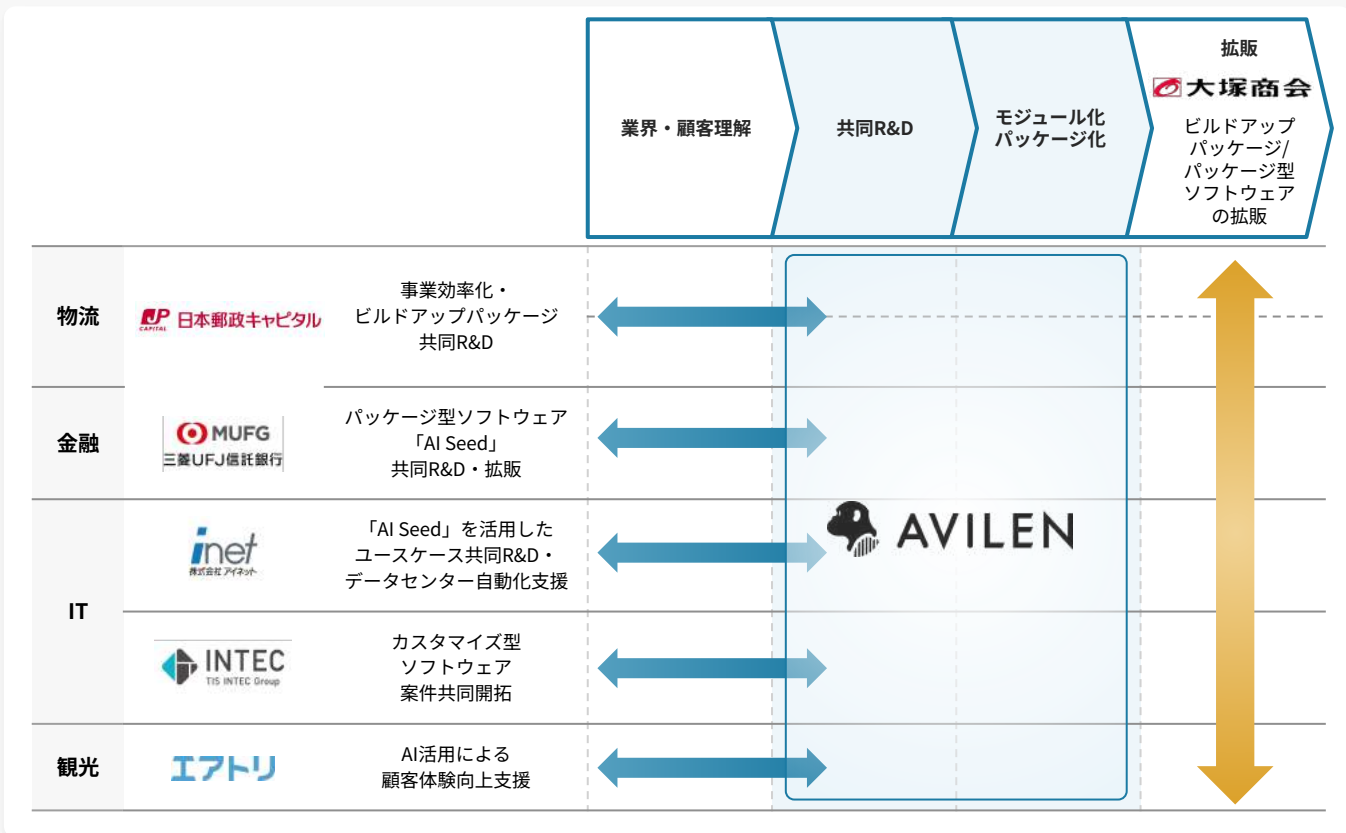 業界・顧客理解
共同R&D
モジュール化
パッケージ化
拡販
大塚商会
ビルドアップ
パッケージ/
パッケージ型
ソフトウェア
の拡販
物流
JP
CAPITAL
日本郵政キャピタル
事業効率化・
ビルドアップパッケージ
共同R&D
金融
MUFG
三菱UFJ信託銀行
パッケージ型ソフトウェア
「AI Seed」
共同R&D・拡販
IT
inet
株式会社アイネット
「AI Seed」を活用した
ユースケース共同R&D・
データセンター自動化支援
INTEC
TIS INTEC Group
カスタマイズ型
ソフトウェア
案件共同開拓
観光
エアトリ
AI活用による
顧客体験向上支援
AVILEN